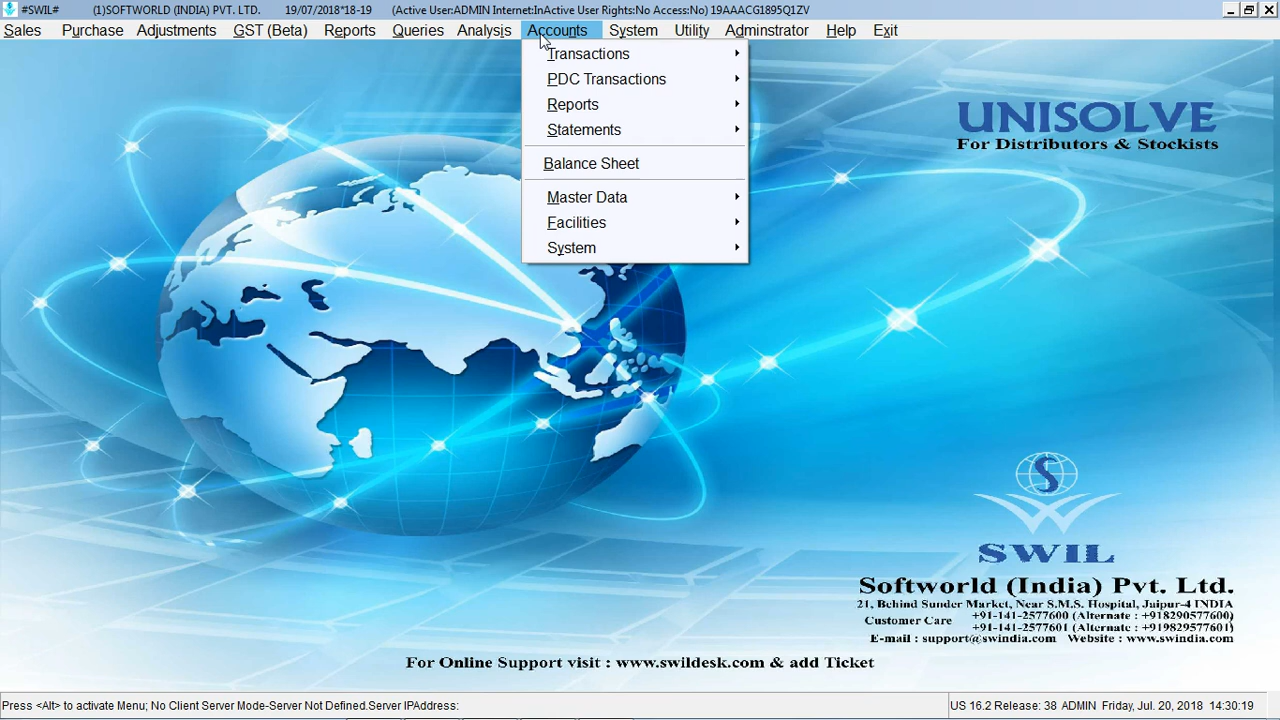 #SWIL# (1)SOFTWORLD (INDIA) PVT. LTD. 19/07/2018*18-19 (Active User:ADMIN Internet:InActive User Rights:No Access:No) 19AAACG1895Q1ZV
Sales Purchase Adjustments GST (Beta) Reports Queries Analysis Accounts System Utility Adminstrator Help Exit
Transactions
PDC Transactions
Reports
Statements
Balance Sheet
Master Data
Facilities
System
UNISOLVE
For Distributors & Stockists
S
SWIL
Softworld (India) Pvt. Ltd.
21, Behind Sunder Market, Near S.M.S. Hospital, Jaipur-4 INDIA
Customer Care +91-141-2577600 (Alternate : +918290577600)
+91-141-2577601 (Alternate : +919829577601)
E-mail : support@swindia.com Website : www.swindia.com
For Online Support visit : www.swildesk.com & add Ticket
Press <Alt> to activate Menu; No Client Server Mode-Server Not Defined.Server IPAddress:
US 16.2 Release: 38 ADMIN Friday, Jul. 20, 2018 14:30:19